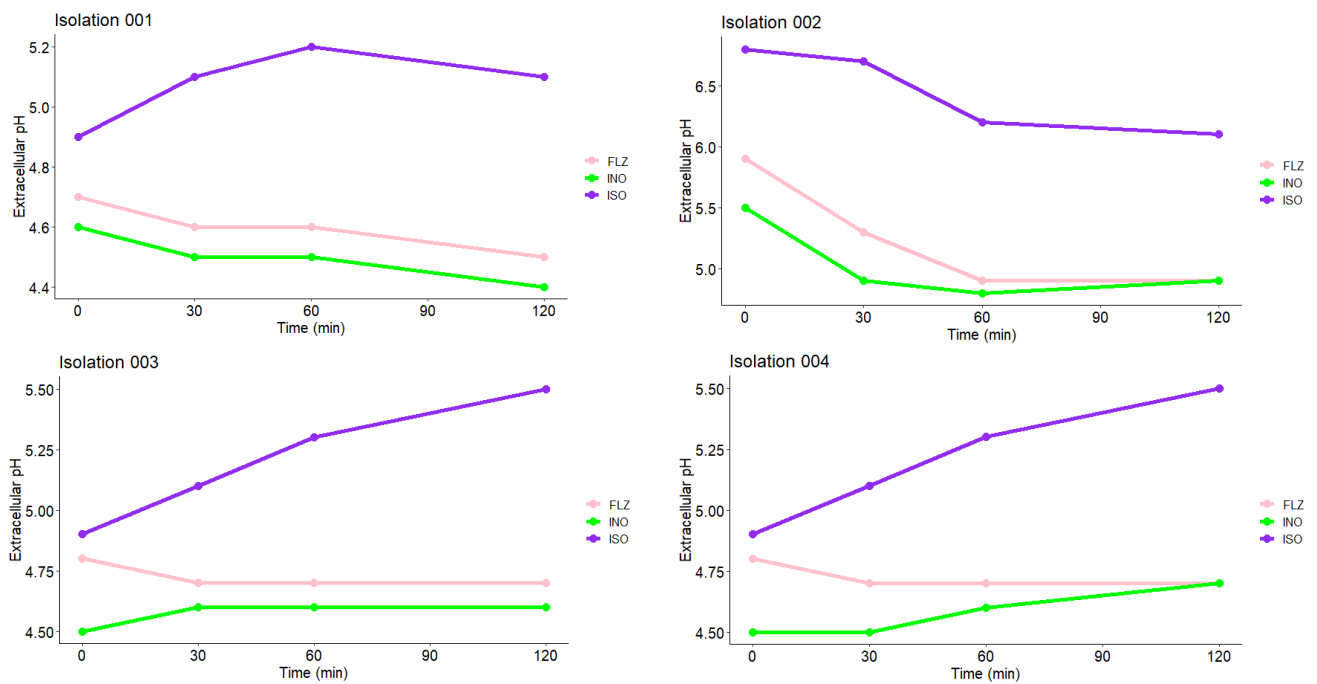 Isolation 001
Extracellular pH
5.2
5.0
4.8
4.6
4.4
0 30 60 90 120
Time (min)
FLZ
INO
ISO
Isolation 002
Extracellular pH
6.5
6.0
5.5
5.0
0 30 60 90 120
Time (min)
FLZ
INO
ISO
Isolation 003
Extracellular pH
5.50
5.25
5.00
4.75
4.50
0 30 60 90 120
Time (min)
FLZ
INO
ISO
Isolation 004
Extracellular pH
5.50
5.25
5.00
4.75
4.50
0 30 60 90 120
Time (min)
FLZ
INO
ISO